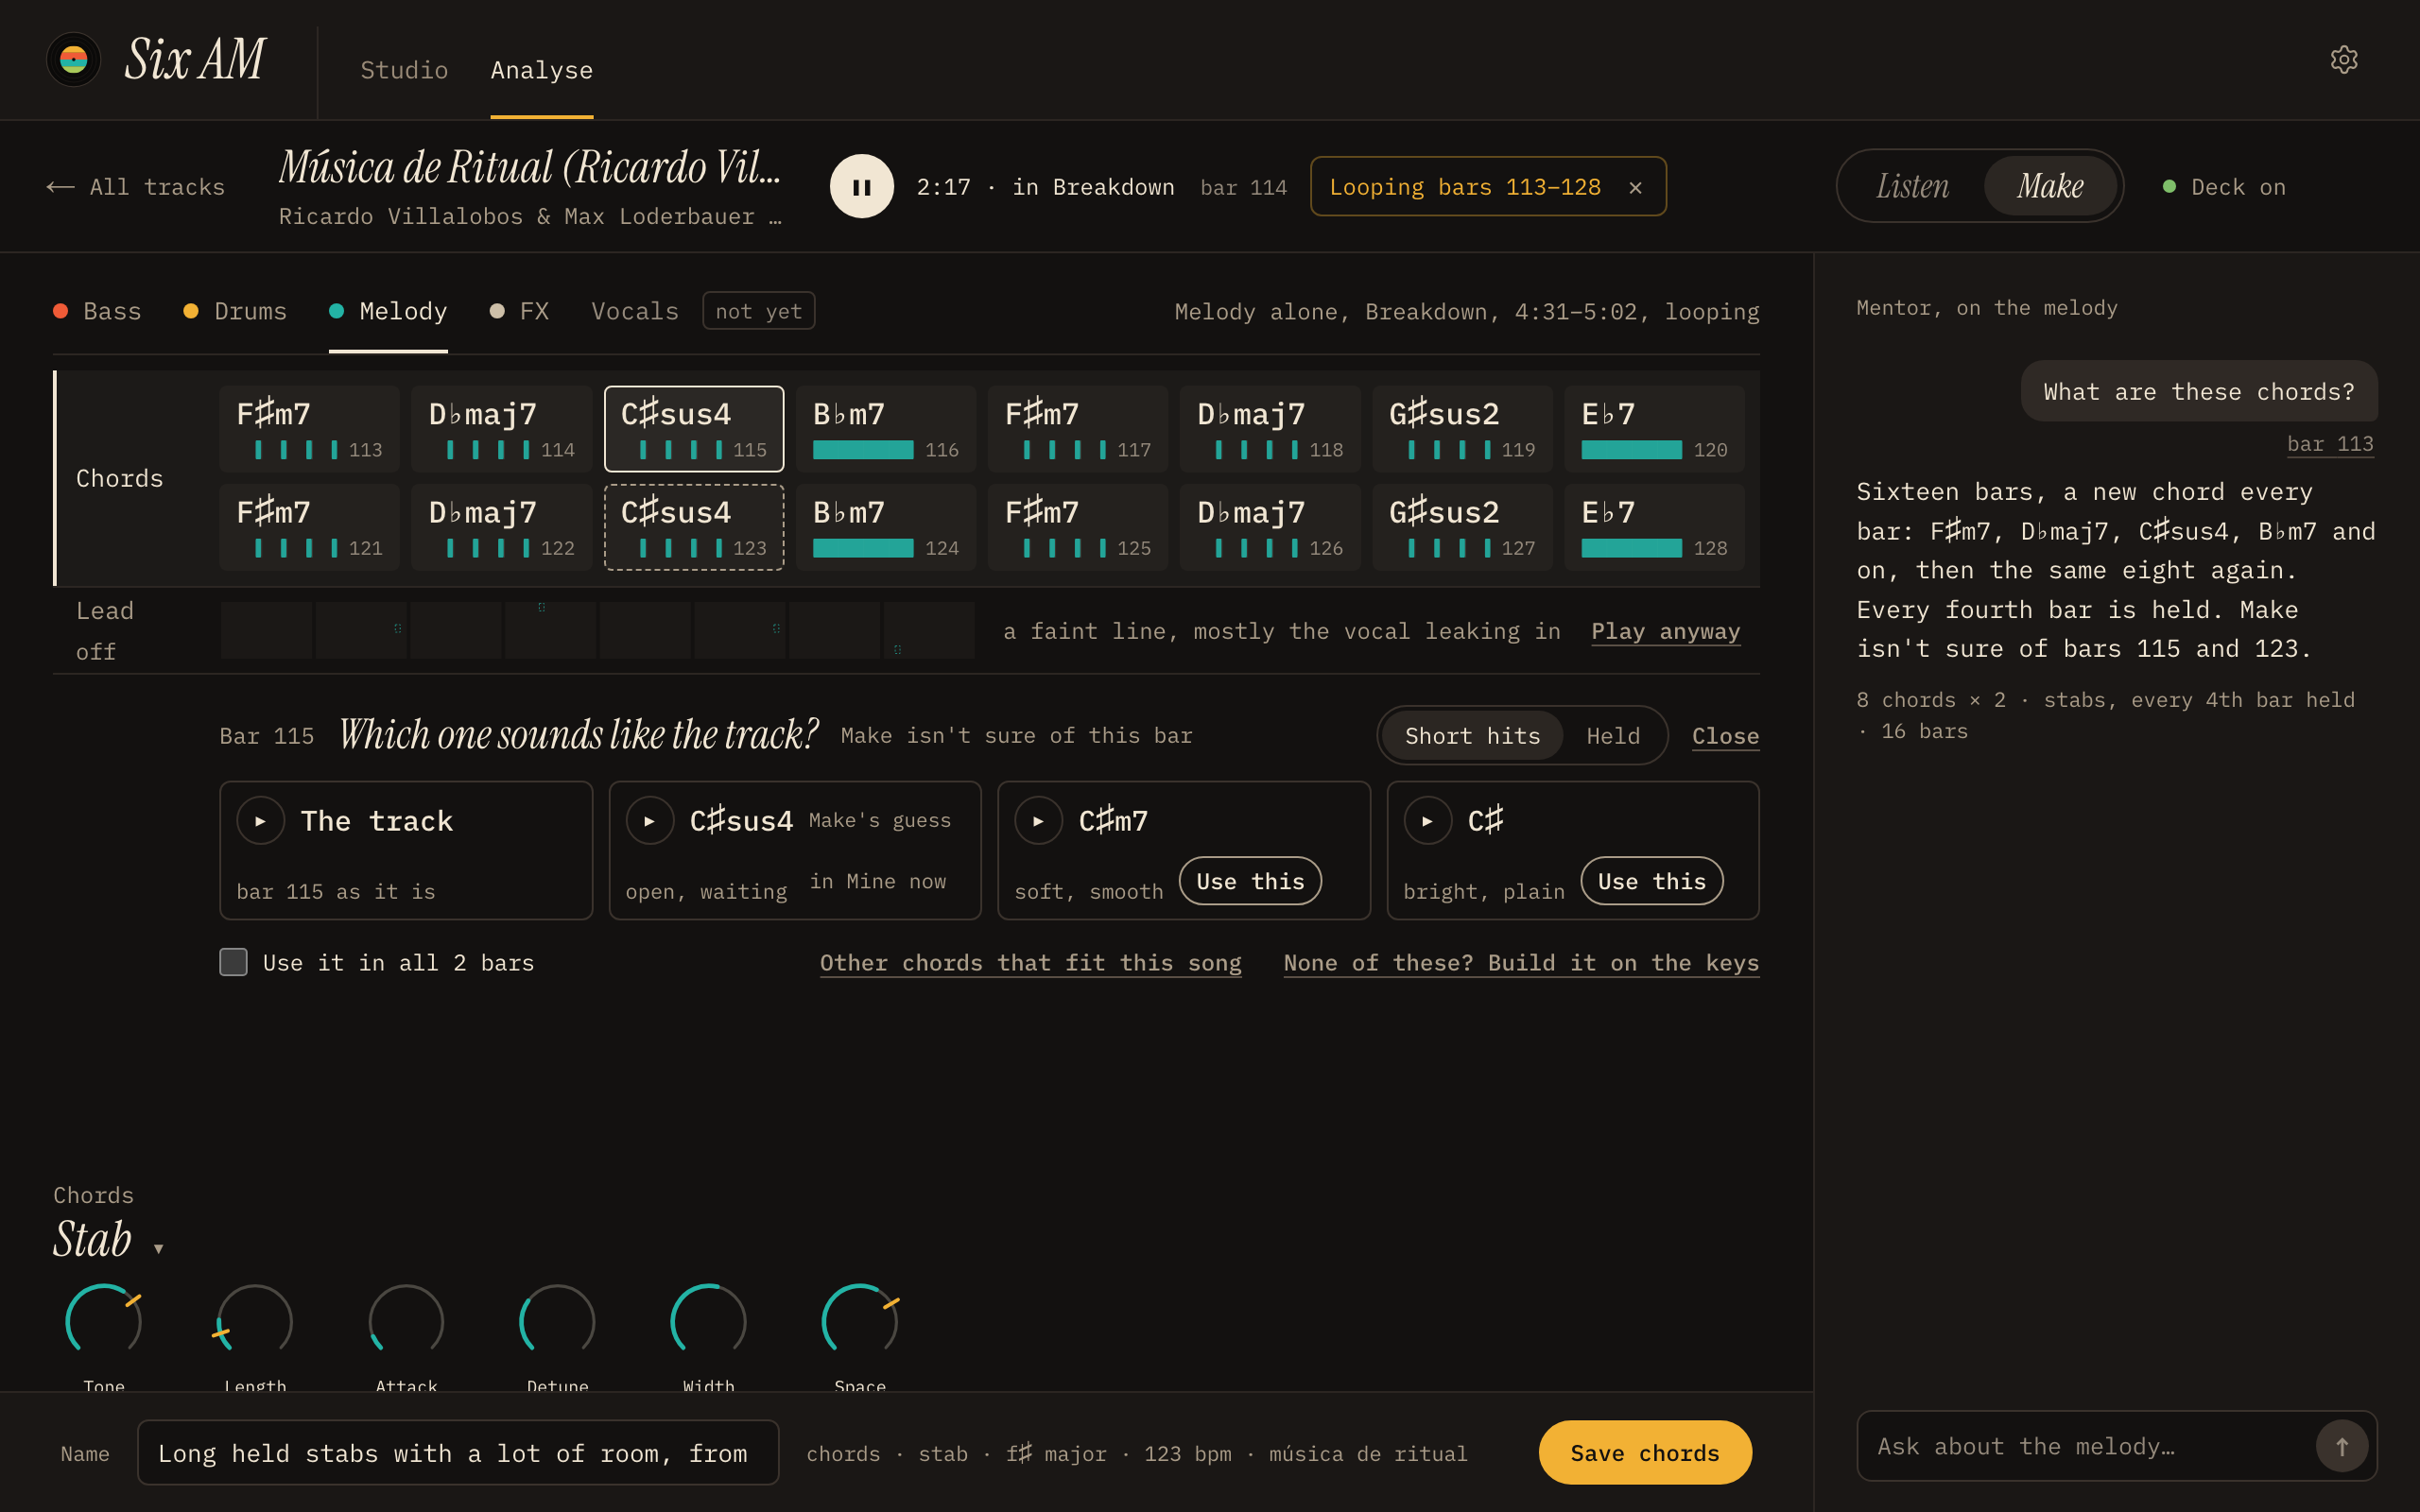 Six AM
Studio
Analyse
← All tracks
Música de Ritual (Ricardo Vil…
Ricardo Villalobos & Max Loderbauer …
2:17 · in Breakdown
bar 114
Looping bars 113–128 ×
Listen
Make
Deck on
Bass
Drums
Melody
FX
Vocals
not yet
Melody alone, Breakdown, 4:31–5:02, looping
Chords
F♯m7
113
D♭maj7
114
C♯sus4
115
B♭m7
116
F♯m7
117
D♭maj7
118
G♯sus2
119
E♭7
120
F♯m7
121
D♭maj7
122
C♯sus4
123
B♭m7
124
F♯m7
125
D♭maj7
126
G♯sus2
127
E♭7
128
Lead
off
a faint line, mostly the vocal leaking in
Play anyway
Bar 115
Which one sounds like the track?
Make isn't sure of this bar
Short hits
Held
Close
The track
bar 115 as it is
C♯sus4
Make's guess
open, waiting
in Mine now
C♯m7
soft, smooth
Use this
C♯
bright, plain
Use this
Use it in all 2 bars
Other chords that fit this song
None of these? Build it on the keys
Chords
Stab ▼
Tone
Length
Attack
Detune
Width
Space
Name
Long held stabs with a lot of room, from
chords · stab · f♯ major · 123 bpm · música de ritual
Save chords
Mentor, on the melody
What are these chords?
bar 113
Sixteen bars, a new chord every
bar: F♯m7, D♭maj7, C♯sus4, B♭m7 and
on, then the same eight again.
Every fourth bar is held. Make
isn't sure of bars 115 and 123.
8 chords × 2 · stabs, every 4th bar held
· 16 bars
Ask about the melody…